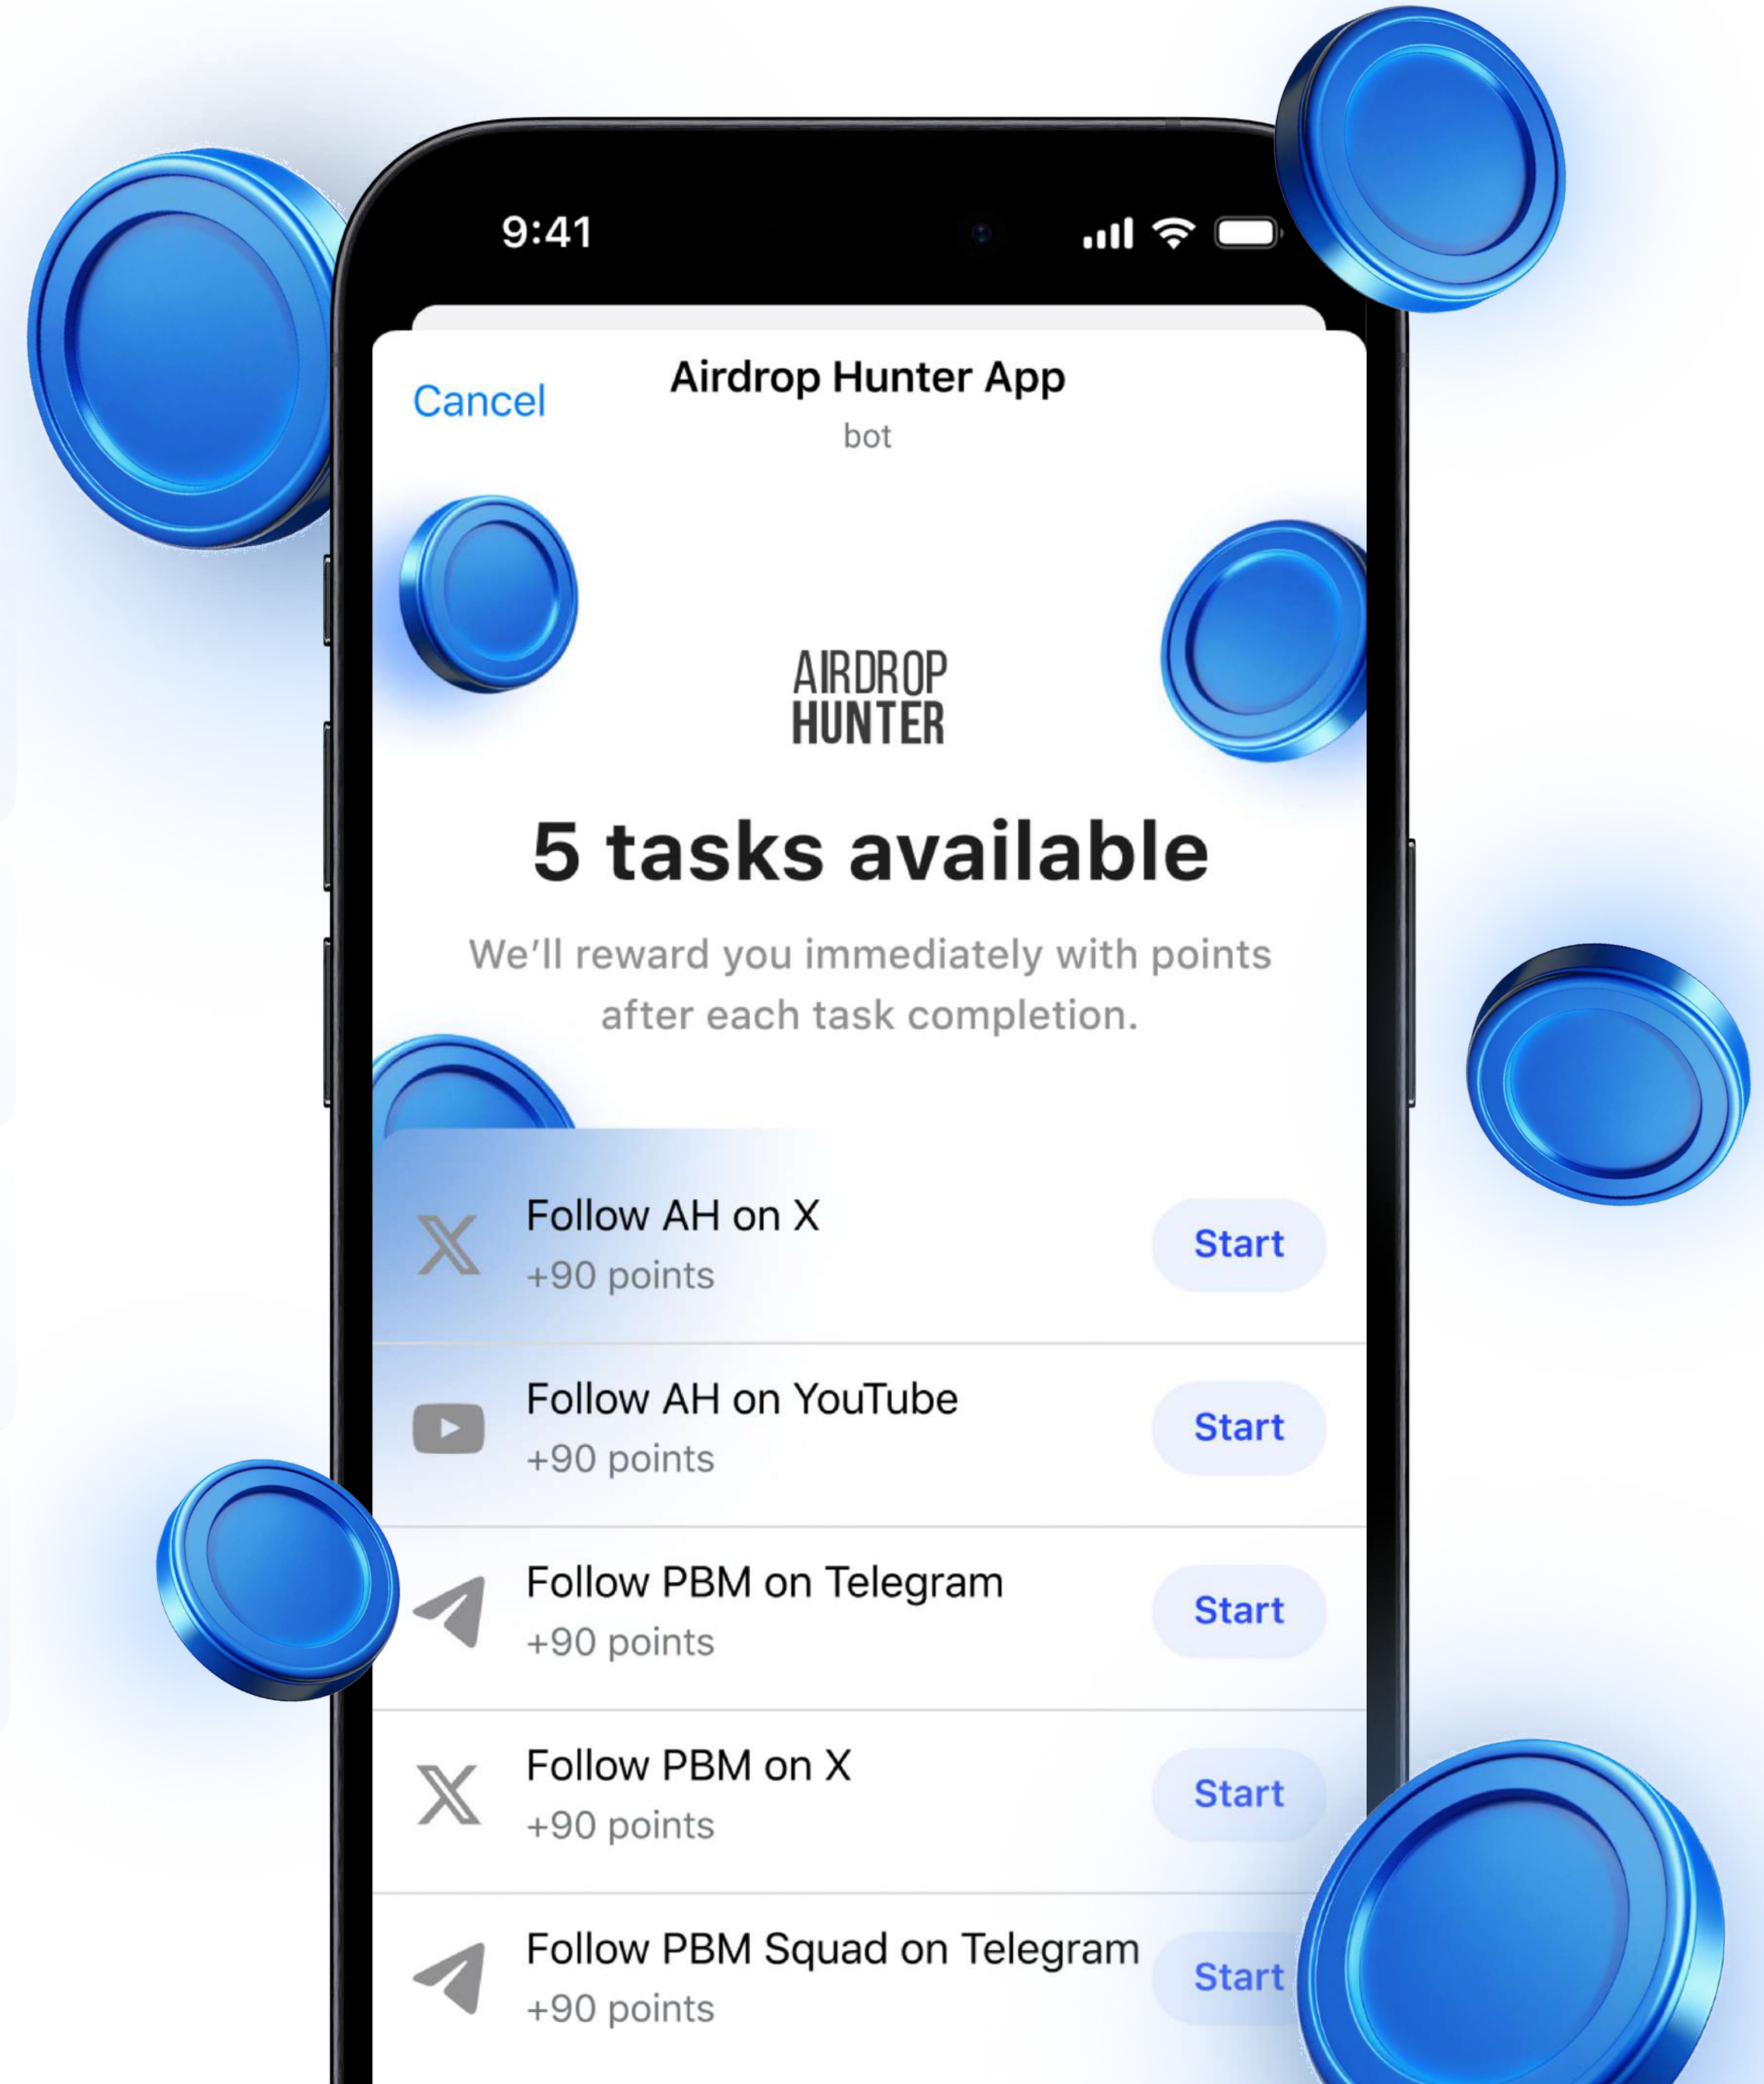 9:41
Cancel
Airdrop Hunter App
bot
AIRDROP
HUNTER
5 tasks available
We’ll reward you immediately with points
after each task completion.
Follow AH on X
+90 points
Start
Follow AH on YouTube
+90 points
Start
Follow PBM on Telegram
+90 points
Start
Follow PBM on X
+90 points
Start
Follow PBM Squad on Telegram
+90 points
Start